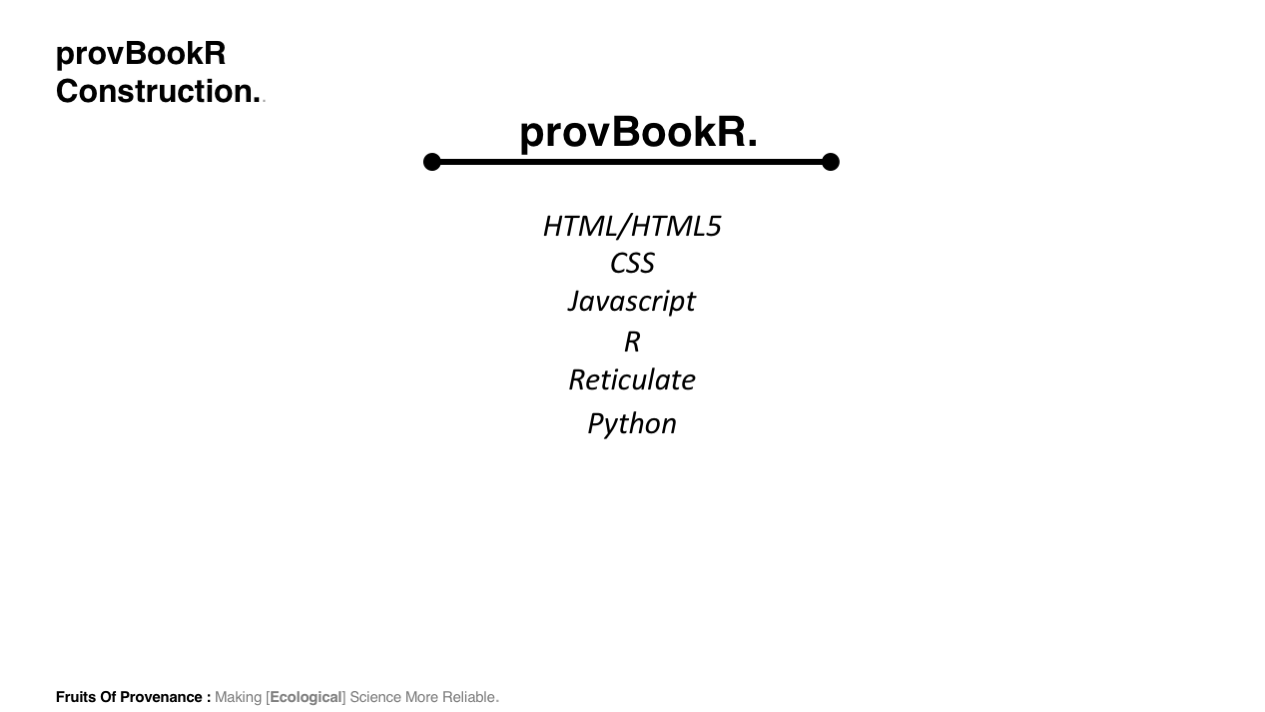 provBookR
Construction..
provBookR.
HTML/HTML5
CSS
Javascript
R
Reticulate
Python
Fruits Of Provenance : Making [Ecological] Science More Reliable.